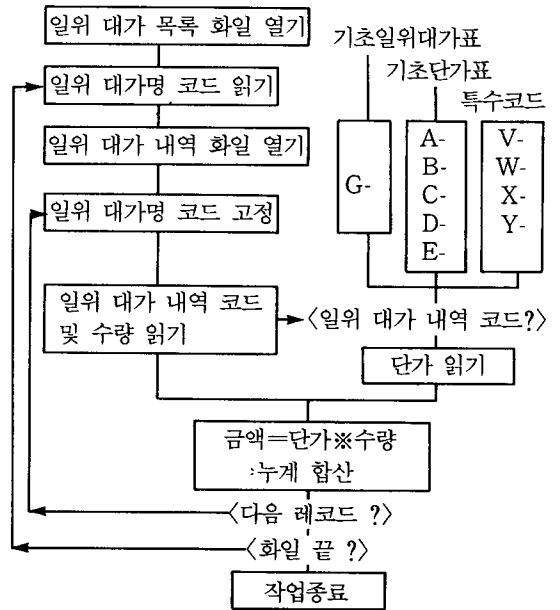 일위 대가 목록 화일 열기
일위 대가명 코드 읽기
일위 대가 내역 화일 열기
일위 대가명 코드 고정
일위 대가 내역 코드
및 수량 읽기
기초일위대가표
기초단가표
특수코드
G-
A-
B-
C-
D-
E-
V-
W-
X-
Y-
〈일위 대가 내역 코드?〉
단가 읽기
금액=단가※수량
:누계 합산
〈다음 레코드 ?〉
〈화일 끝 ?〉
작업종료